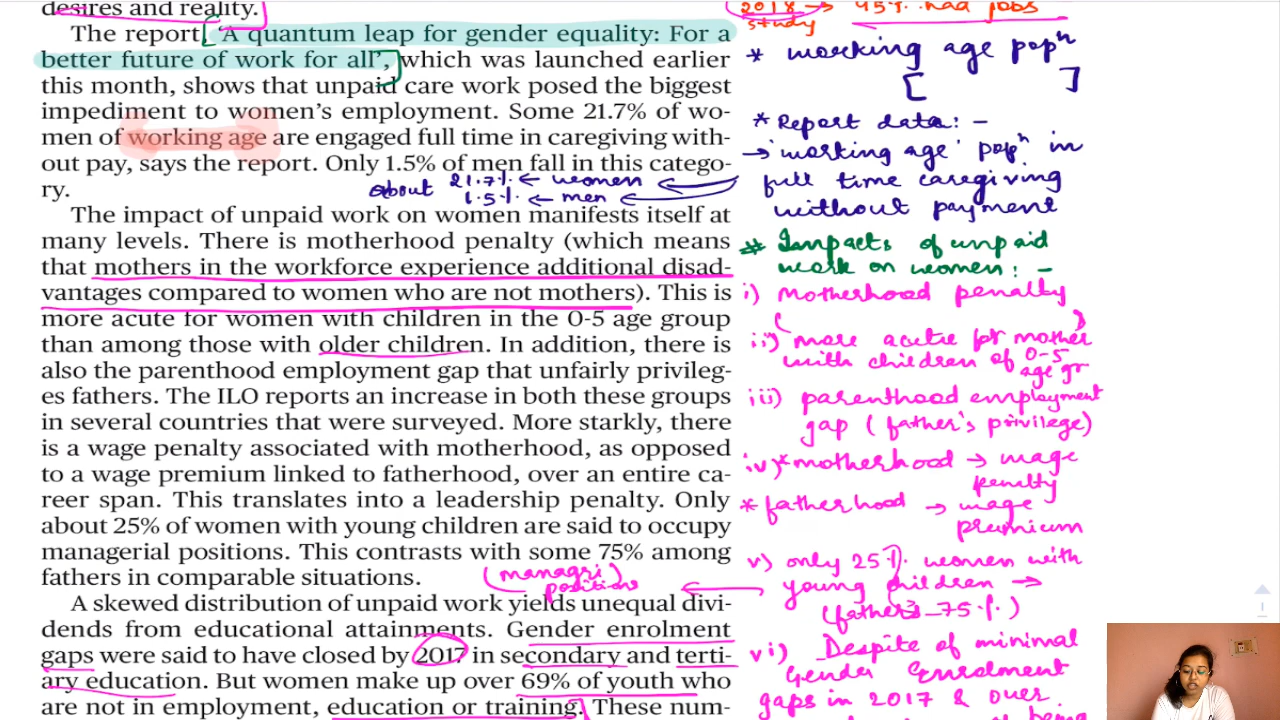 desires and reality.
The report, 'A quantum leap for gender equality: For a
better future of work for all', which was launched earlier
this month, shows that unpaid care work posed the biggest
impediment to women's employment. Some 21.7% of wo-
men of working age are engaged full time in caregiving with-
out pay, says the report. Only 1.5% of men fall in this catego-
ry.
about 21.7% ← women
1.5% ← men
The impact of unpaid work on women manifests itself at
many levels. There is motherhood penalty (which means
that mothers in the workforce experience additional disad-
vantages compared to women who are not mothers). This is
more acute for women with children in the 0-5 age group
than among those with older children. In addition, there is
also the parenthood employment gap that unfairly privileg-
es fathers. The ILO reports an increase in both these groups
in several countries that were surveyed. More starkly, there
is a wage penalty associated with motherhood, as opposed
to a wage premium linked to fatherhood, over an entire ca-
reer span. This translates into a leadership penalty. Only
about 25% of women with young children are said to occupy
managerial positions. This contrasts with some 75% among
fathers in comparable situations.
(managri)
positions
A skewed distribution of unpaid work yields unequal divi-
dends from educational attainments. Gender enrolment
gaps were said to have closed by 2017 in secondary and terti-
ary education. But women make up over 69% of youth who
are not in employment, education or training. These num-
2018 → 45% had jobs
study
* working age popⁿ
[ ]
* Report data: -
→ 'working age' popⁿ in
full time caregiving
without payment
* Impacts of unpaid
work on women: -
i) motherhood penalty
ii) more acute for mother
with children of 0-5
age gr
iii) parenthood employment
gap (father's privilege)
iv) * motherhood → wage
penalty
* fatherhood → wage
premium
v) only 25% women with
young children →
(fathers _75%)
vi) Despite of minimal
Gender Enrolment
gaps in 2017 & over
being